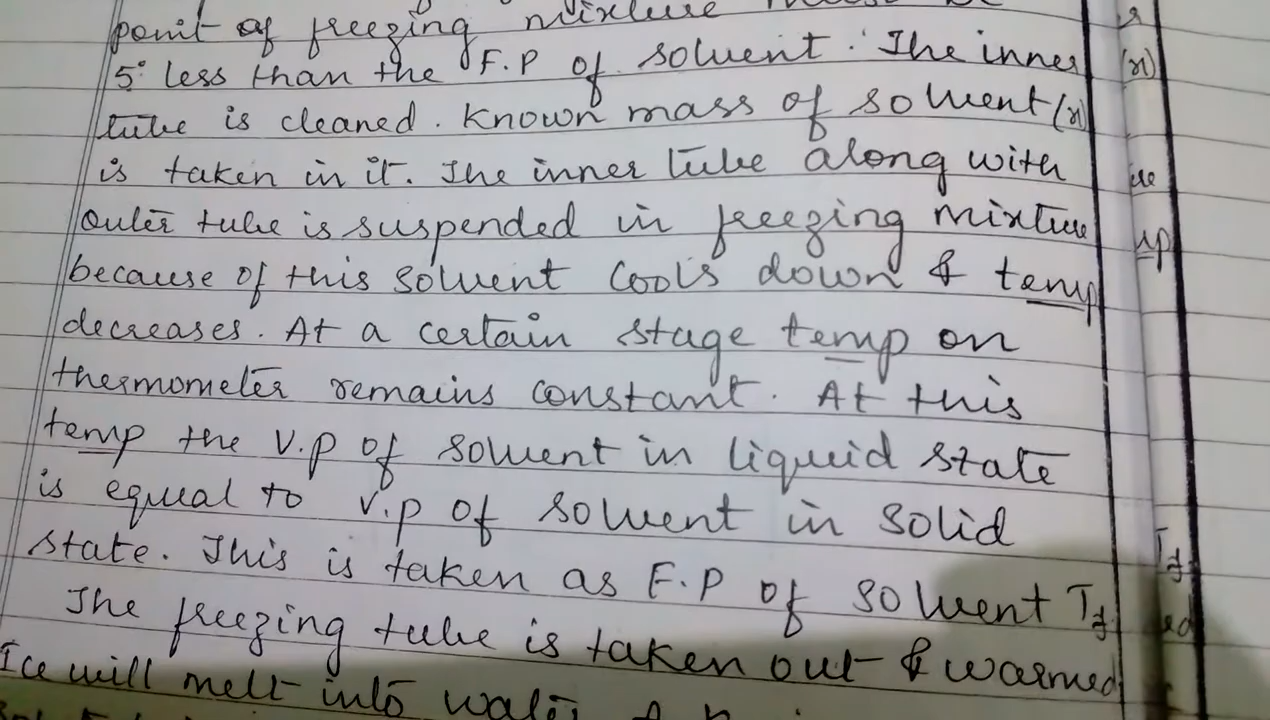 point of freezing mixture must be
5° less than the F.P of solvent. The inner
tube is cleaned. Known mass of solvent (x)
is taken in it. The inner tube along with
outer tube is suspended in freezing mixture
because of this solvent cools down & temp
decreases. At a certain stage temp on
thermometer remains constant. At this
temp the V.p of solvent in liquid state
is equal to V.p of solvent in solid
state. This is taken as F.P of solvent Tf
The freezing tube is taken out & warmed
Ice will melt into water